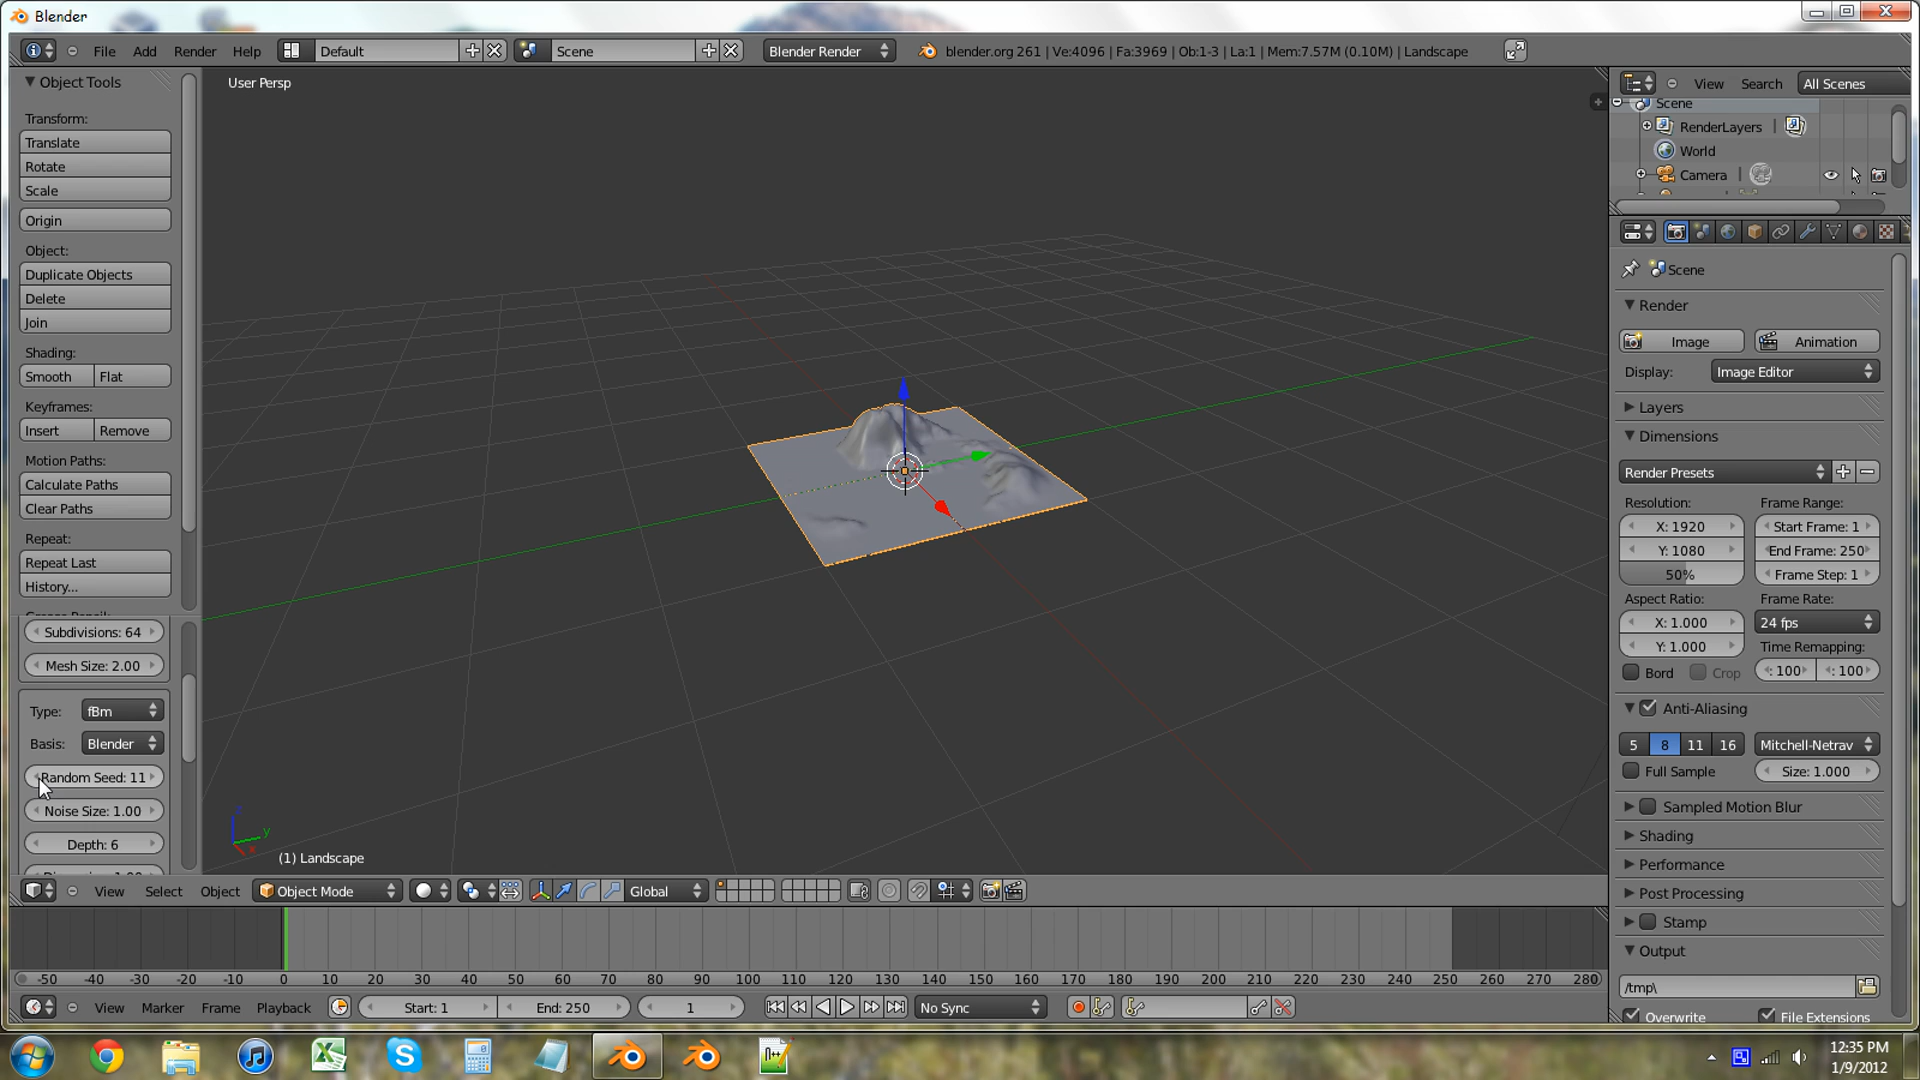 Blender
File Add Render Help Default Scene Blender Render blender.org 261 | Ve:4096 | Fa:3969 | Ob:1-3 | La:1 | Mem:7.57M (0.10M) | Landscape
Object Tools
Transform:
Translate
Rotate
Scale
Origin
Object:
Duplicate Objects
Delete
Join
Shading:
Smooth Flat
Keyframes:
Insert Remove
Motion Paths:
Calculate Paths
Clear Paths
Repeat:
Repeat Last
History...
Subdivisions: 64
Mesh Size: 2.00
Type: fBm
Basis: Blender
Random Seed: 11
Noise Size: 1.00
Depth: 6
User Persp
z
y
x
(1) Landscape
View Select Object Object Mode Global
-50 -40 -30 -20 -10 0 10 20 30 40 50 60 70 80 90 100 110 120 130 140 150 160 170 180 190 200 210 220 230 240 250 260 270 280
View Marker Frame Playback Start: 1 End: 250 1 No Sync
View Search All Scenes
Scene
RenderLayers |
World
Camera |
Scene
Render
Image Animation
Display: Image Editor
Layers
Dimensions
Render Presets
Resolution: Frame Range:
X: 1920 Start Frame: 1
Y: 1080 End Frame: 250
50% Frame Step: 1
Aspect Ratio: Frame Rate:
X: 1.000 24 fps
Y: 1.000 Time Remapping:
Bord Crop : 100 : 100
Anti-Aliasing
5 8 11 16 Mitchell-Netrav
Full Sample Size: 1.000
Sampled Motion Blur
Shading
Performance
Post Processing
Stamp
Output
/tmp\
Overwrite File Extensions
12:35 PM
1/9/2012